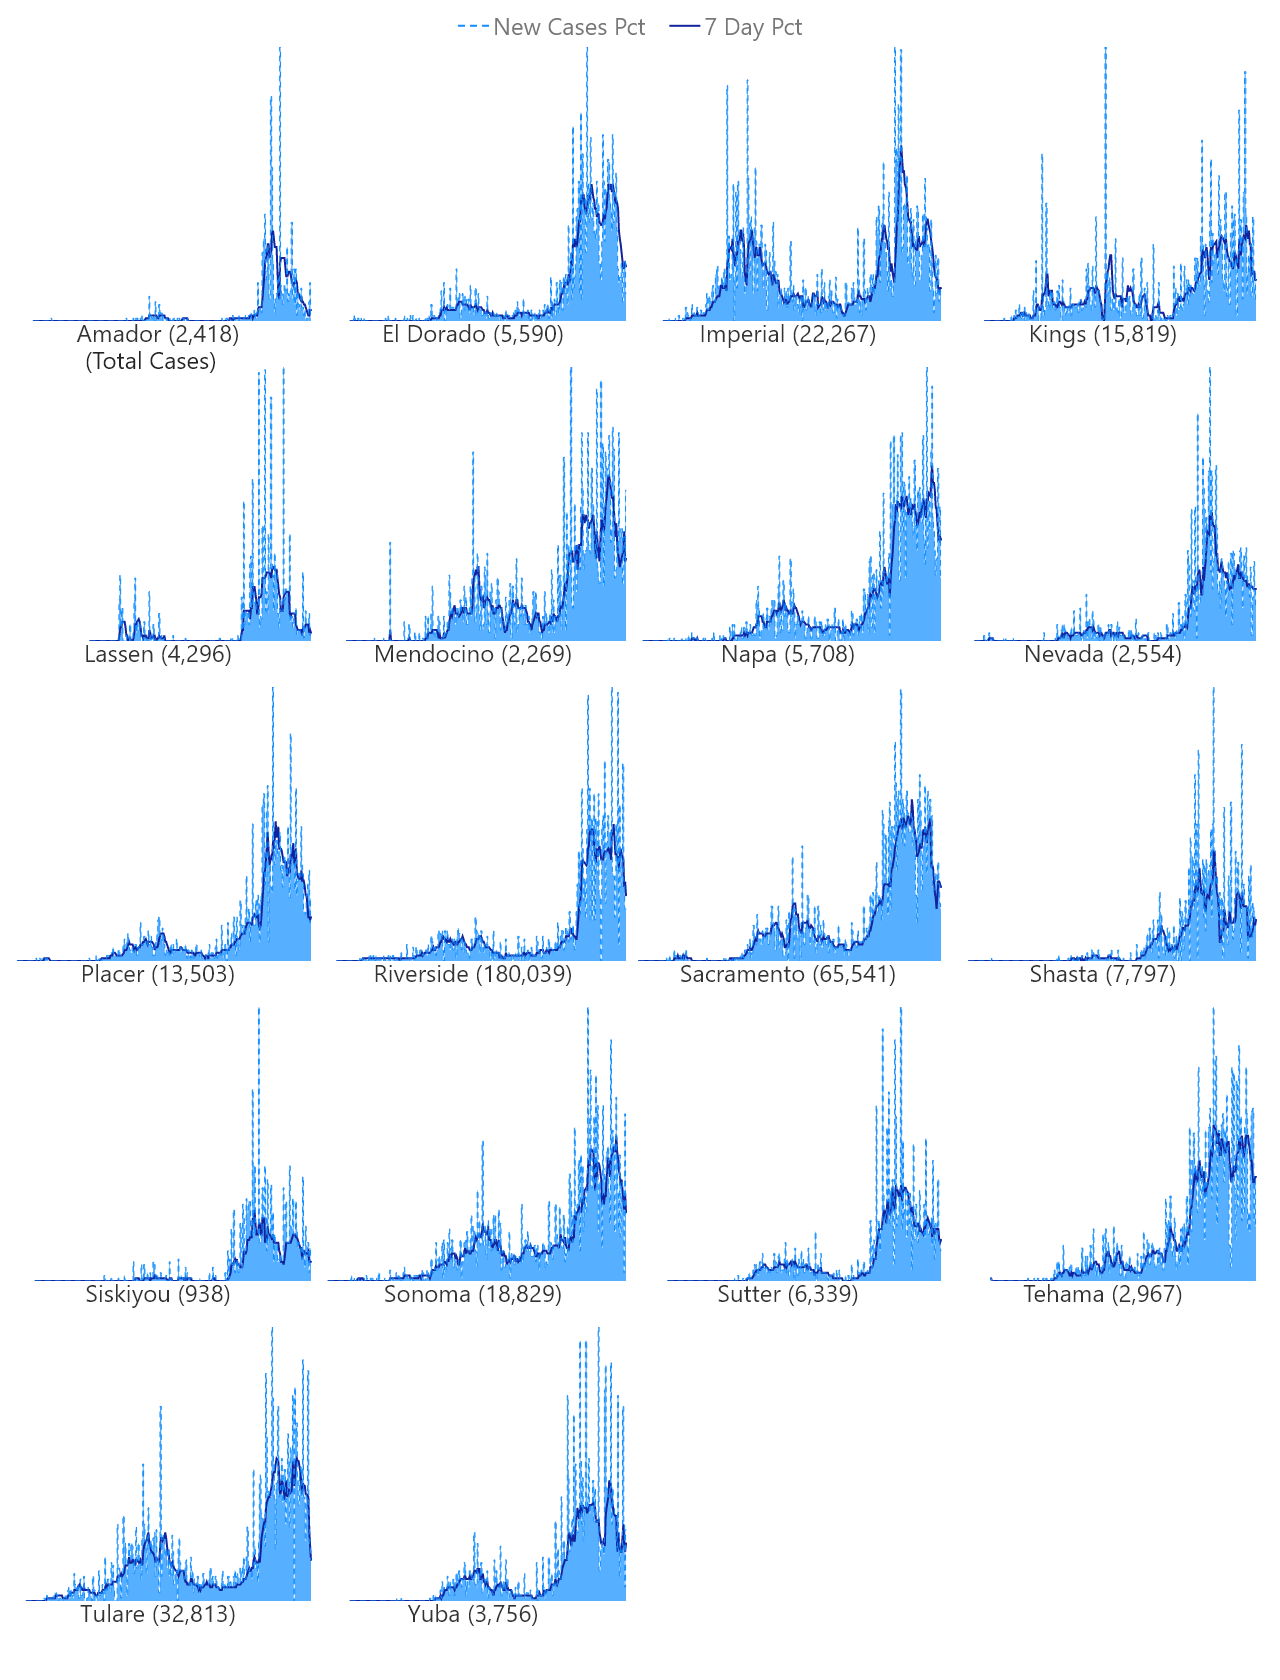 New Cases Pct 7 Day Pct
Amador (2,418) El Dorado (5,590) Imperial (22,267) Kings (15,819)
(Total Cases)
Lassen (4,296) Mendocino (2,269) Napa (5,708) Nevada (2,554)
Placer (13,503) Riverside (180,039) Sacramento (65,541) Shasta (7,797)
Siskiyou (938) Sonoma (18,829) Sutter (6,339) Tehama (2,967)
Tulare (32,813) Yuba (3,756)